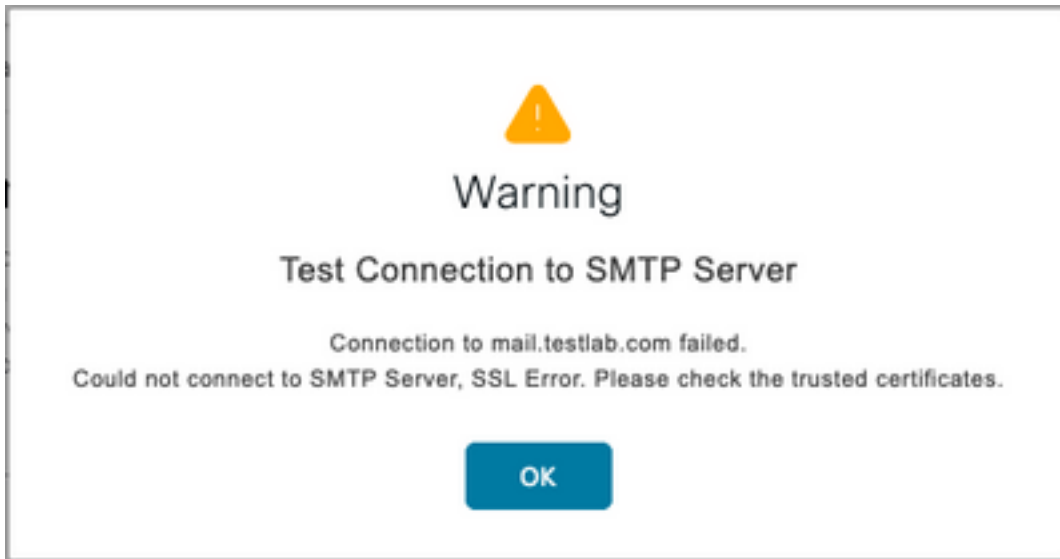 Warning
Test Connection to SMTP Server
Connection to mail.testlab.com failed.
Could not connect to SMTP Server, SSL Error. Please check the trusted certificates.
OK